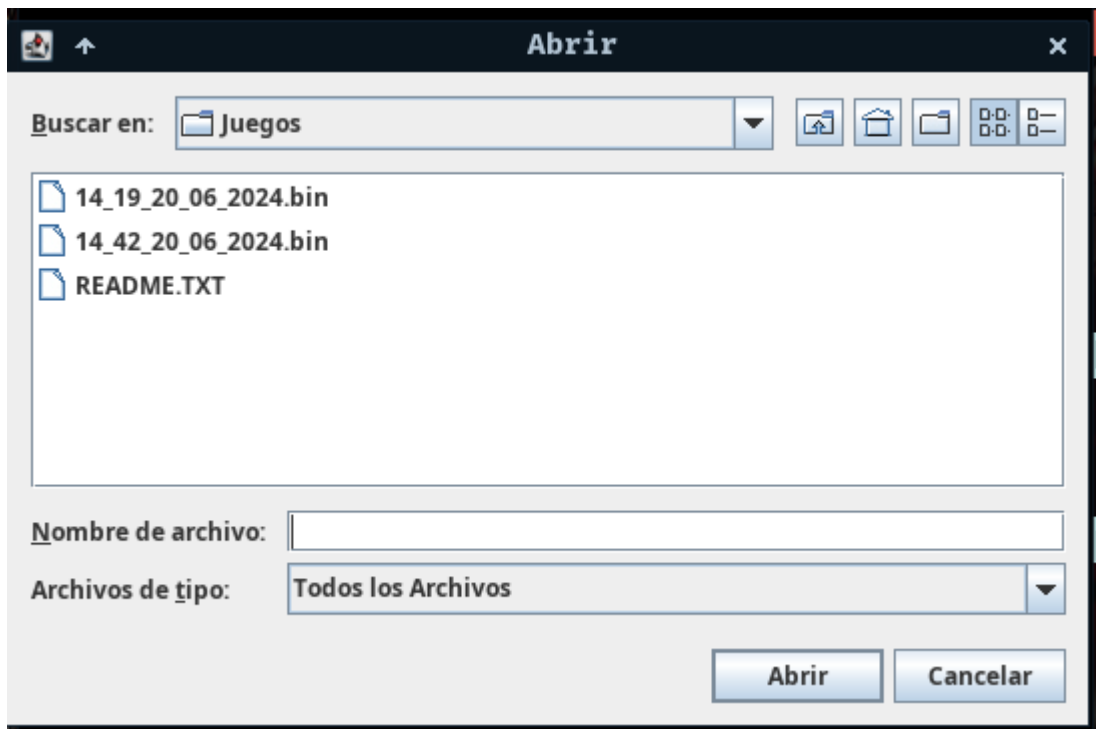 Abrir
Buscar en: Juegos
14_19_20_06_2024.bin
14_42_20_06_2024.bin
README.TXT
Nombre de archivo:
Archivos de tipo: Todos los Archivos
Abrir Cancelar